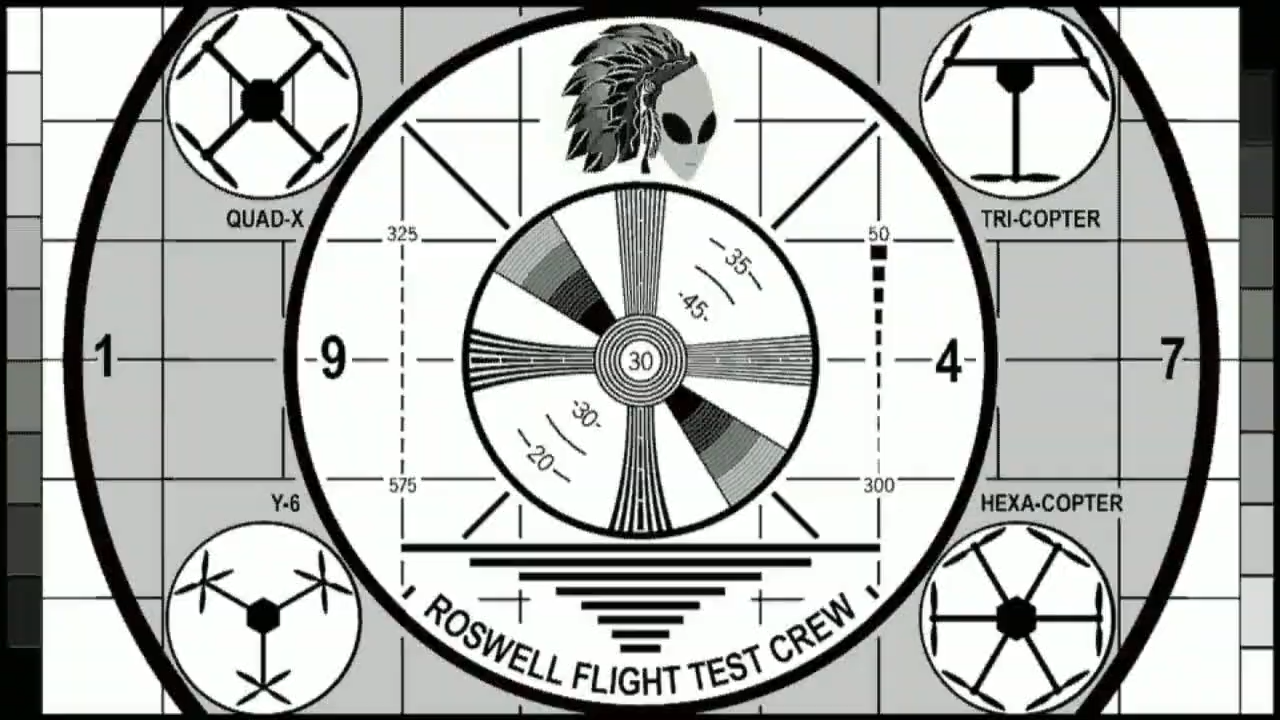 QUAD-X
TRI-COPTER
325
50
-35-
-45-
1
9
30
4
7
-30-
-20-
575
300
Y-6
HEXA-COPTER
ROSWELL FLIGHT TEST CREW